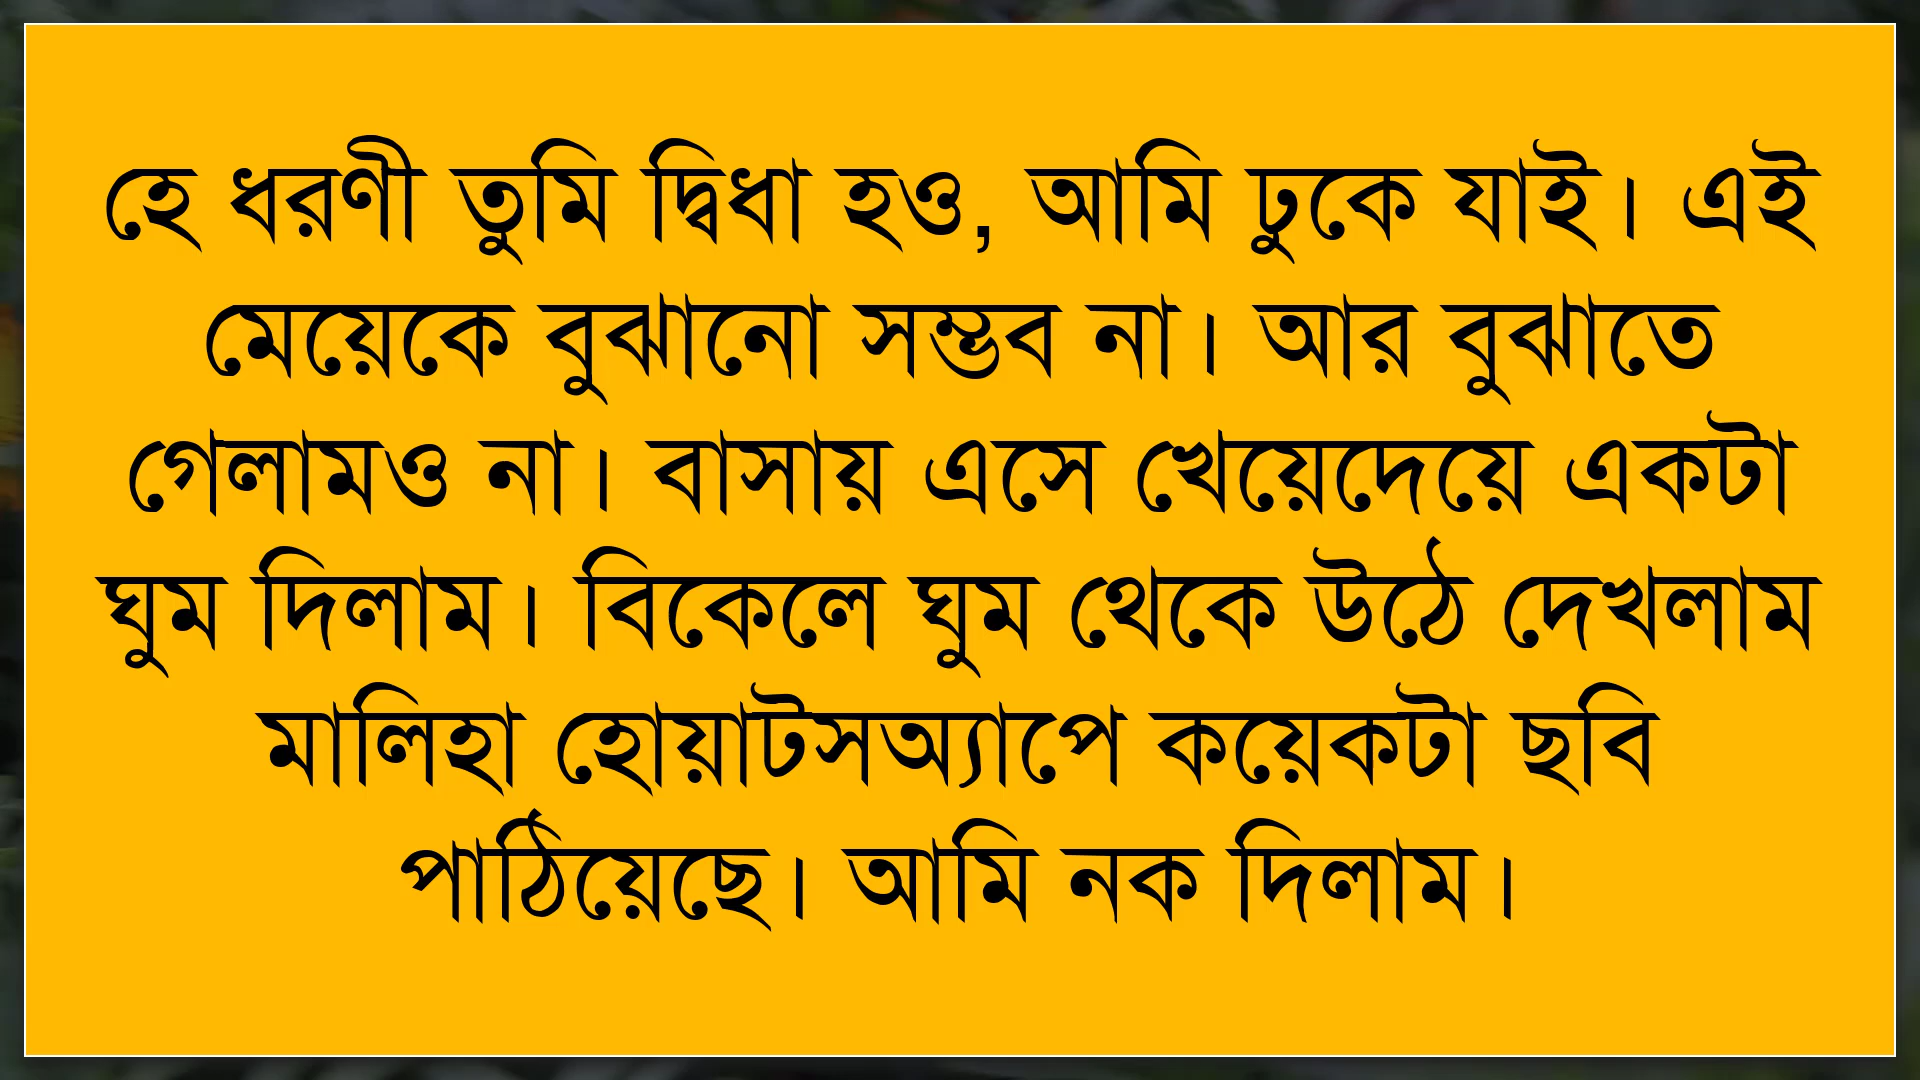 হে ধরণী তুমি দ্বিধা হও, আমি ঢুকে যাই। এই
মেয়েকে বুঝানো সম্ভব না। আর বুঝাতে
গেলামও না। বাসায় এসে খেয়েদেয়ে একটা
ঘুম দিলাম। বিকেলে ঘুম থেকে উঠে দেখলাম
মালিহা হোয়াটসঅ্যাপে কয়েকটা ছবি
পাঠিয়েছে। আমি নক দিলাম।